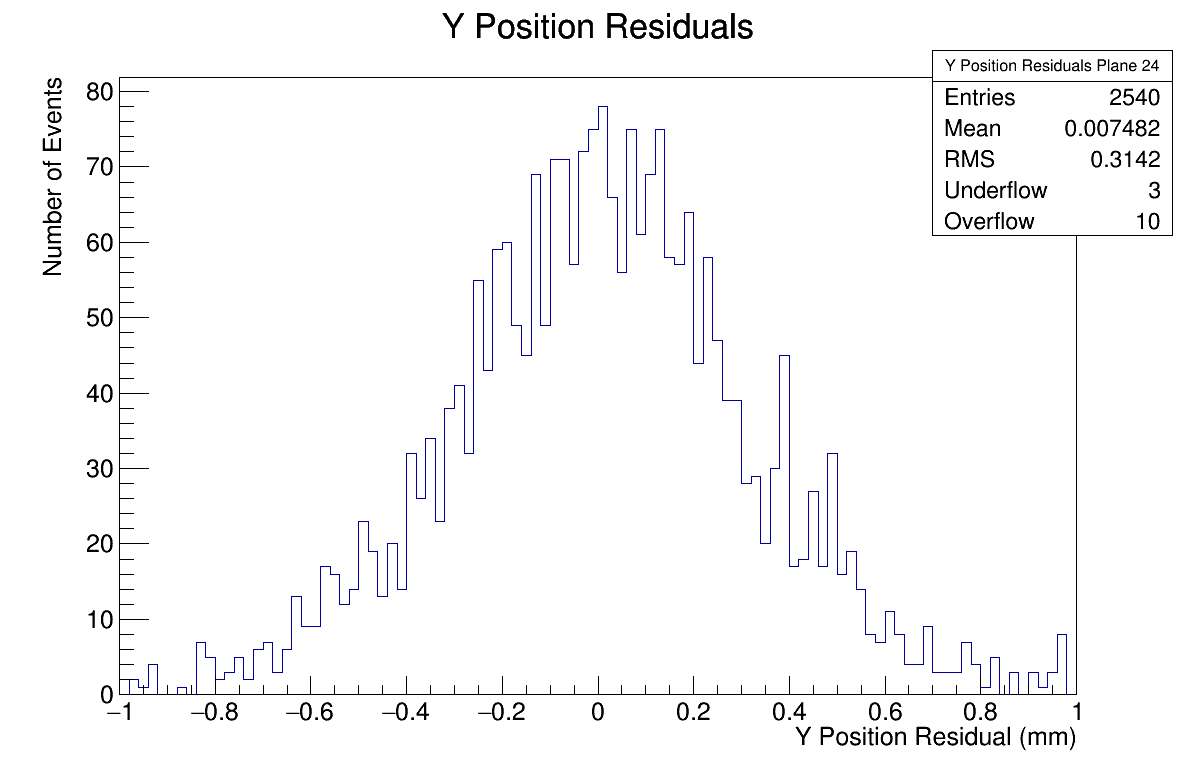 Y Position Residuals
Y Position Residuals Plane 24
Entries 2540
Mean 0.007482
RMS 0.3142
Underflow 3
Overflow 10
Number of Events
80
70
60
50
40
30
20
10
0
−1 −0.8 −0.6 −0.4 −0.2 0 0.2 0.4 0.6 0.8 1
Y Position Residual (mm)